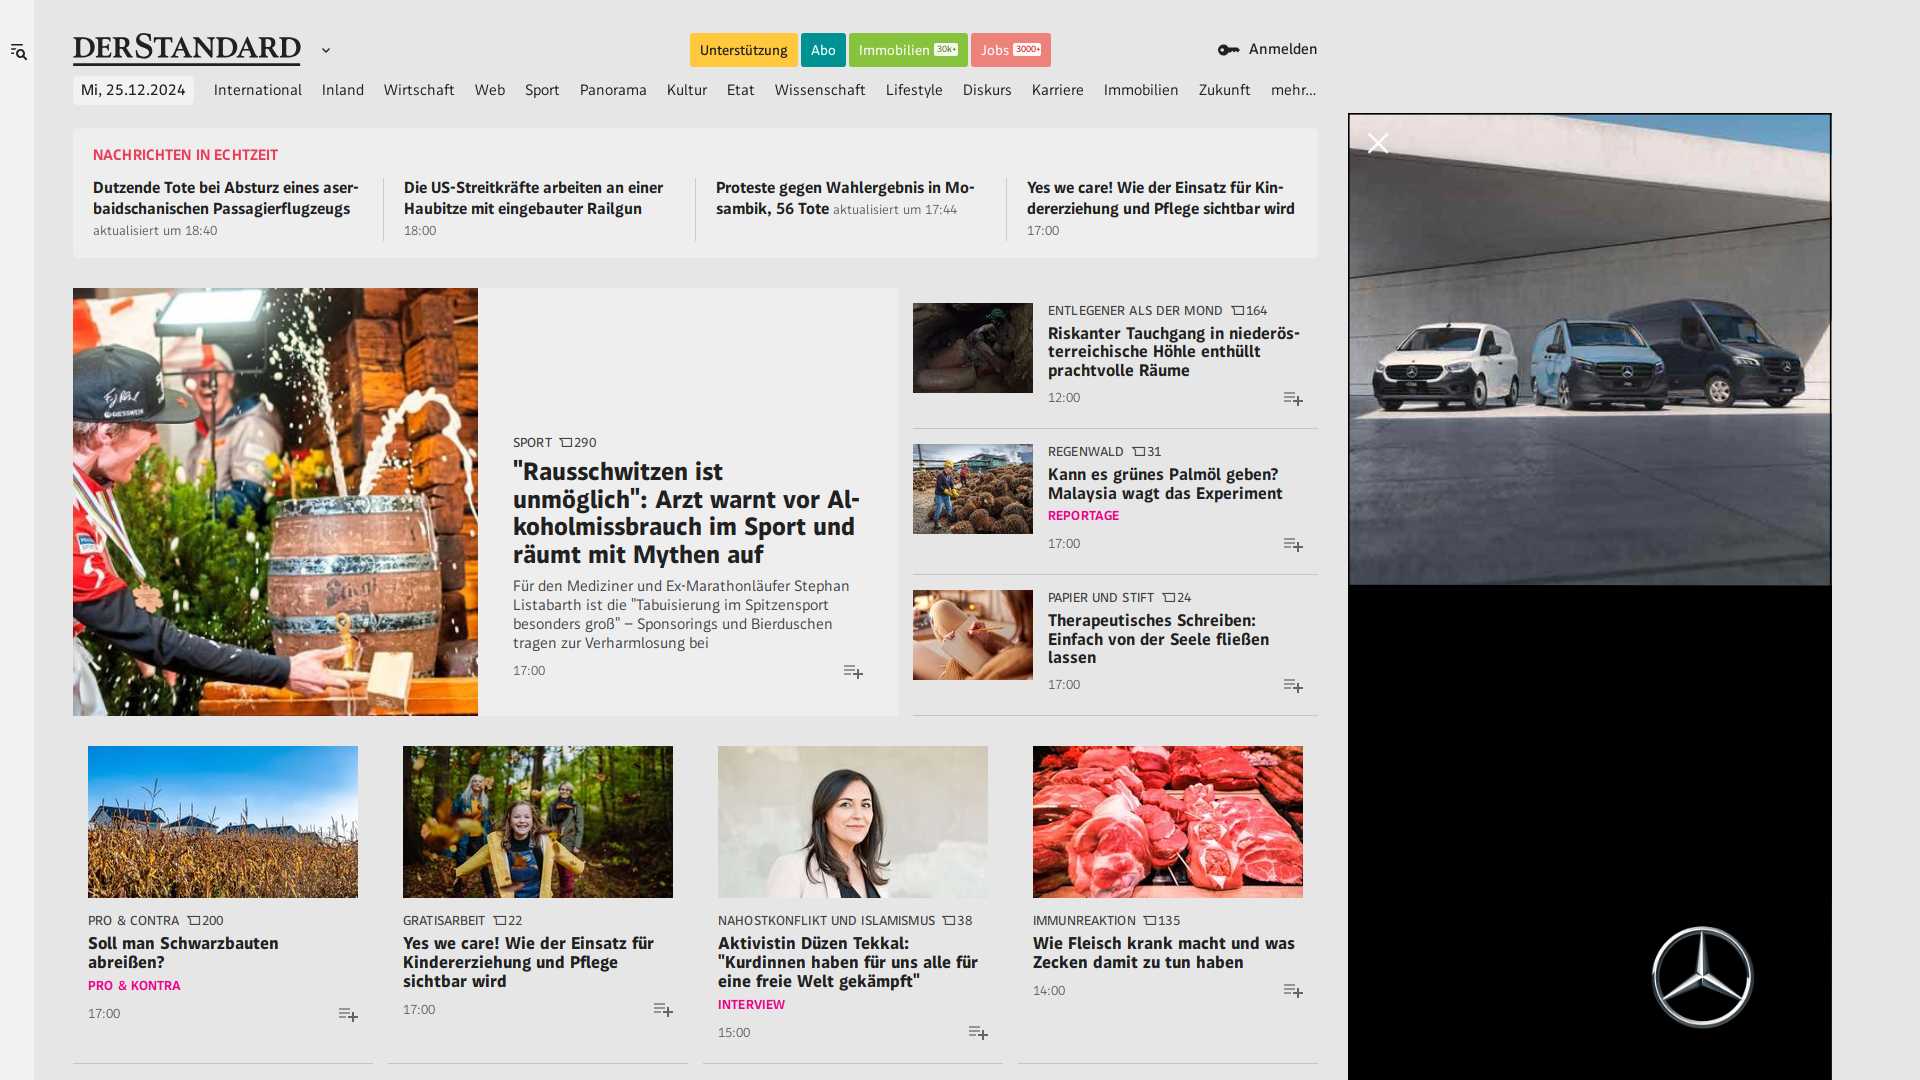 DERSTANDARD
Unterstützung
Abo
Immobilien 30k+
Jobs 3000+
Anmelden
Mi, 25.12.2024
International
Inland
Wirtschaft
Web
Sport
Panorama
Kultur
Etat
Wissenschaft
Lifestyle
Diskurs
Karriere
Immobilien
Zukunft
mehr...
NACHRICHTEN IN ECHTZEIT
Dutzende Tote bei Absturz eines aser-
baidschanischen Passagierflugzeugs
aktualisiert um 18:40
Die US-Streitkräfte arbeiten an einer
Haubitze mit eingebauter Railgun
18:00
Proteste gegen Wahlergebnis in Mo-
sambik, 56 Tote aktualisiert um 17:44
Yes we care! Wie der Einsatz für Kin-
dererziehung und Pflege sichtbar wird
17:00
GIESSWEIN
SPORT 290
"Rausschwitzen ist
unmöglich": Arzt warnt vor Al-
koholmissbrauch im Sport und
räumt mit Mythen auf
Für den Mediziner und Ex-Marathonläufer Stephan
Listabarth ist die "Tabuisierung im Spitzensport
besonders groß" – Sponsorings und Bierduschen
tragen zur Verharmlosung bei
17:00
ENTLEGENER ALS DER MOND 164
Riskanter Tauchgang in niederös-
terreichische Höhle enthüllt
prachtvolle Räume
12:00
REGENWALD 31
Kann es grünes Palmöl geben?
Malaysia wagt das Experiment
REPORTAGE
17:00
PAPIER UND STIFT 24
Therapeutisches Schreiben:
Einfach von der Seele fließen
lassen
17:00
PRO & CONTRA 200
Soll man Schwarzbauten
abreißen?
PRO & KONTRA
17:00
GRATISARBEIT 22
Yes we care! Wie der Einsatz für
Kindererziehung und Pflege
sichtbar wird
17:00
NAHOSTKONFLIKT UND ISLAMISMUS 38
Aktivistin Düzen Tekkal:
"Kurdinnen haben für uns alle für
eine freie Welt gekämpft"
INTERVIEW
15:00
IMMUNREAKTION 135
Wie Fleisch krank macht und was
Zecken damit zu tun haben
14:00